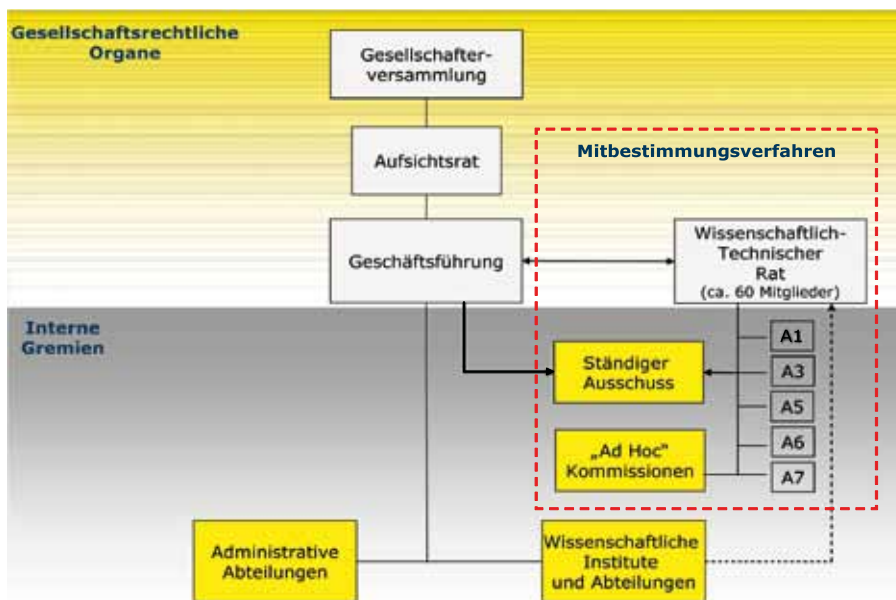 Gesellschaftsrechtliche
Organe
Gesellschafter-
versammlung
Aufsichtsrat
Mitbestimmungsverfahren
Geschäftsführung
Wissenschaftlich-
Technischer
Rat
(ca. 60 Mitglieder)
Interne
Gremien
Ständiger
Ausschuss
A1
A3
A5
A6
A7
„Ad Hoc“
Kommissionen
Administrative
Abteilungen
Wissenschaftliche
Institute
und Abteilungen